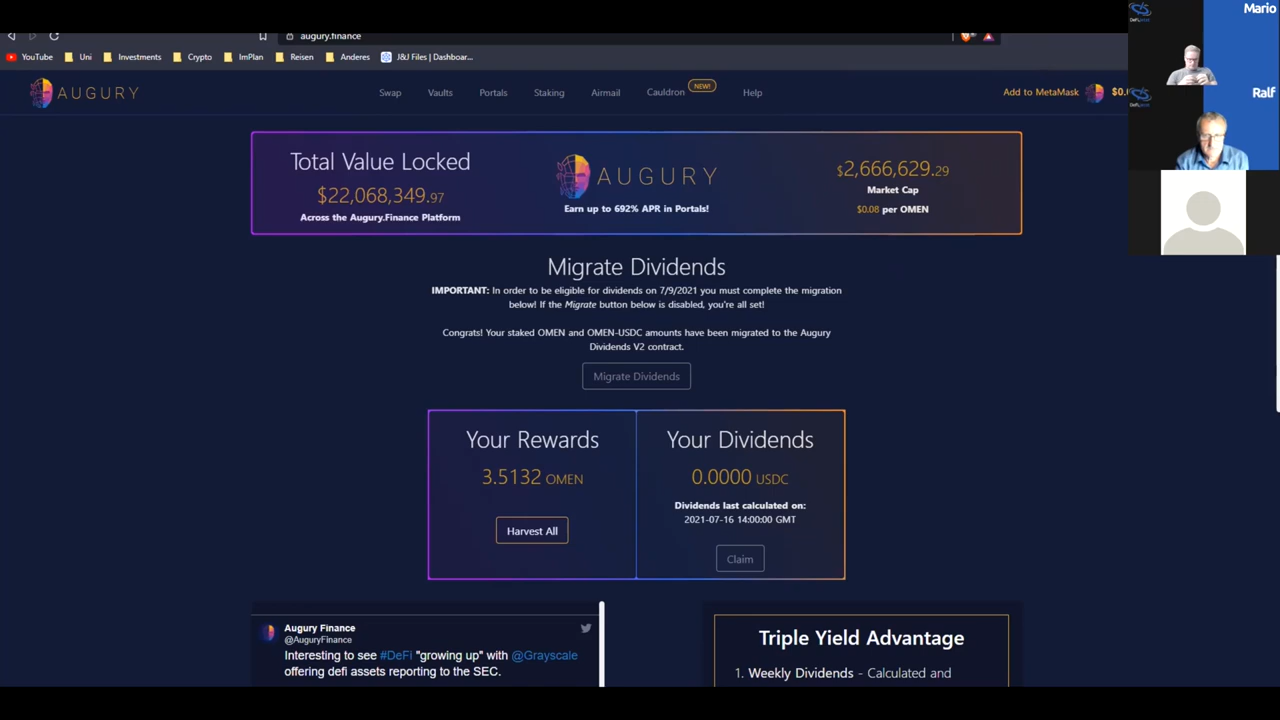 augury.finance
YouTube Uni Investments Crypto ImPlan Reisen Anderes J&J Files | Dashboar...
AUGURY Swap Vaults Portals Staking Airmail Cauldron NEW! Help Add to MetaMask $0.
Mario
Ralf
Total Value Locked
$22,068,349.97
Across the Augury.Finance Platform
AUGURY
Earn up to 692% APR in Portals!
$2,666,629.29
Market Cap
$0.08 per OMEN
Migrate Dividends
IMPORTANT: In order to be eligible for dividends on 7/9/2021 you must complete the migration
below! If the Migrate button below is disabled, you're all set!
Congrats! Your staked OMEN and OMEN-USDC amounts have been migrated to the Augury
Dividends V2 contract.
Migrate Dividends
Your Rewards
3.5132 OMEN
Harvest All
Your Dividends
0.0000 USDC
Dividends last calculated on:
2021-07-16 14:00:00 GMT
Claim
Augury Finance
@AuguryFinance
Interesting to see #DeFi "growing up" with @Grayscale
offering defi assets reporting to the SEC.
Triple Yield Advantage
1. Weekly Dividends - Calculated and